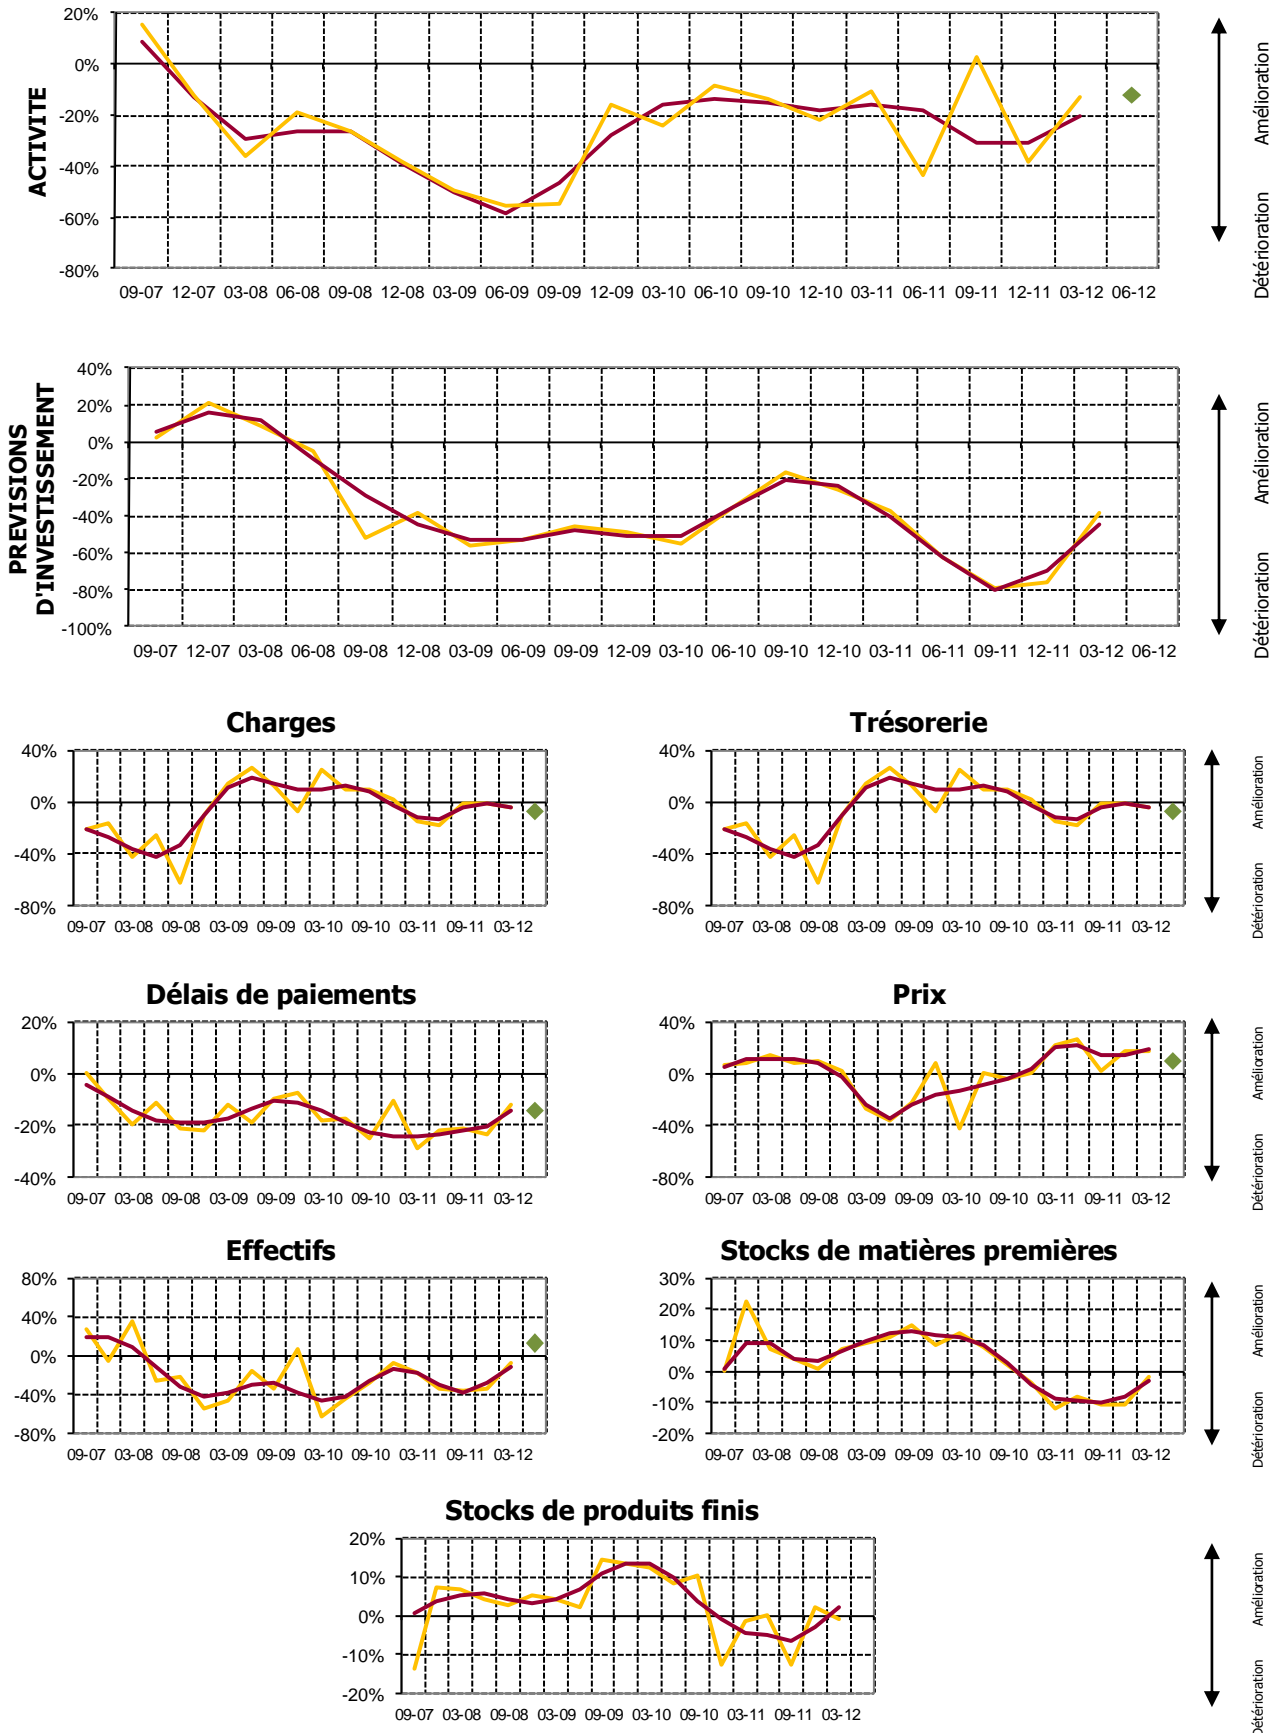 20%
0%
-20%
-40%
-60%
-80%
ACTIVITE
09-07 12-07 03-08 06-08 09-08 12-08 03-09 06-09 09-09 12-09 03-10 06-10 09-10 12-10 03-11 06-11 09-11 12-11 03-12 06-12
Amélioration
Détérioration
40%
20%
0%
-20%
-40%
-60%
-80%
-100%
PREVISIONS
D'INVESTISSEMENT
09-07 12-07 03-08 06-08 09-08 12-08 03-09 06-09 09-09 12-09 03-10 06-10 09-10 12-10 03-11 06-11 09-11 12-11 03-12 06-12
Amélioration
Détérioration
Charges
40%
0%
-40%
-80%
09-07 03-08 09-08 03-09 09-09 03-10 09-10 03-11 09-11 03-12
Trésorerie
40%
0%
-40%
-80%
09-07 03-08 09-08 03-09 09-09 03-10 09-10 03-11 09-11 03-12
Amélioration
Détérioration
Délais de paiements
20%
0%
-20%
-40%
09-07 03-08 09-08 03-09 09-09 03-10 09-10 03-11 09-11 03-12
Prix
40%
0%
-40%
-80%
09-07 03-08 09-08 03-09 09-09 03-10 09-10 03-11 09-11 03-12
Amélioration
Détérioration
Effectifs
80%
40%
0%
-40%
-80%
09-07 03-08 09-08 03-09 09-09 03-10 09-10 03-11 09-11 03-12
Stocks de matières premières
30%
20%
10%
0%
-10%
-20%
09-07 03-08 09-08 03-09 09-09 03-10 09-10 03-11 09-11 03-12
Amélioration
Détérioration
Stocks de produits finis
20%
10%
0%
-10%
-20%
09-07 03-08 09-08 03-09 09-09 03-10 09-10 03-11 09-11 03-12
Amélioration
Détérioration